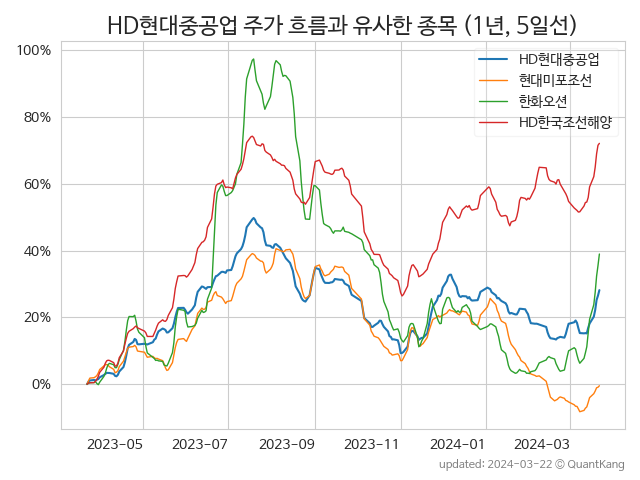 HD현대중공업 주가 흐름과 유사한 종목 (1년, 5일선)
100%
80%
60%
40%
20%
0%
HD현대중공업
현대미포조선
한화오션
HD한국조선해양
2023-05
2023-07
2023-09
2023-11
2024-01
2024-03
updated: 2024-03-22 © QuantKang